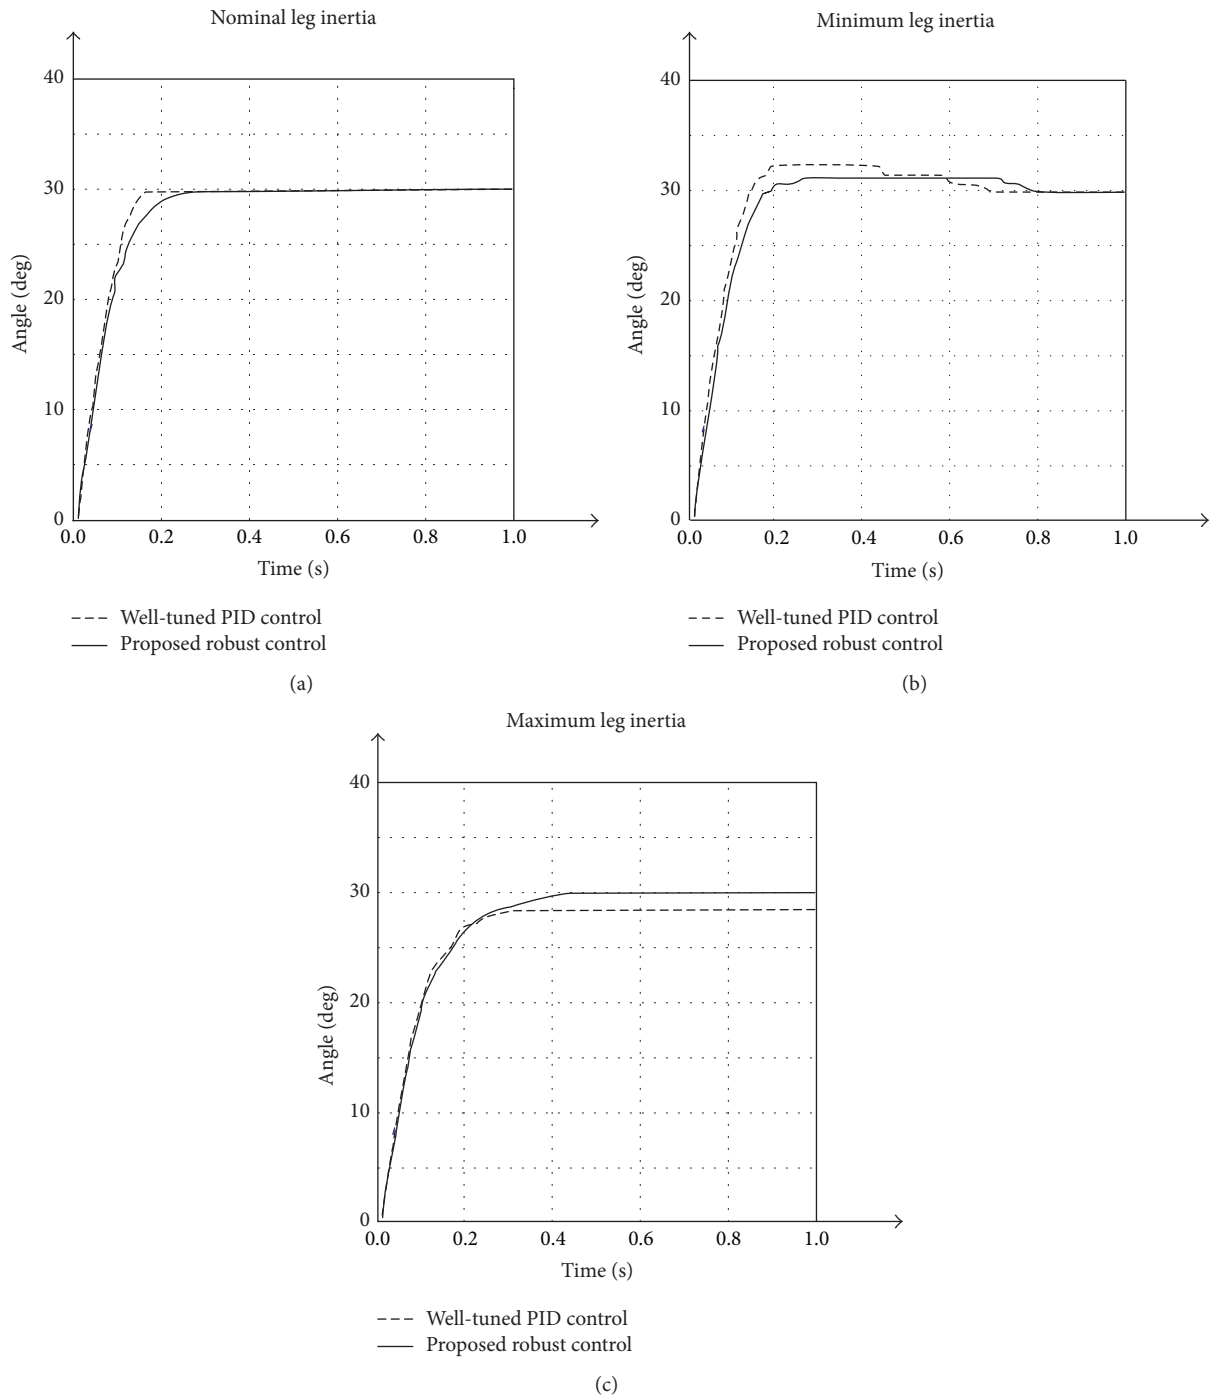 Nominal leg inertia
40
30
20
10
0
0.0 0.2 0.4 0.6 0.8 1.0
Angle (deg)
Time (s)
Well-tuned PID control
Proposed robust control
(a)
Minimum leg inertia
40
30
20
10
0
0.0 0.2 0.4 0.6 0.8 1.0
Angle (deg)
Time (s)
Well-tuned PID control
Proposed robust control
(b)
Maximum leg inertia
40
30
20
10
0
0.0 0.2 0.4 0.6 0.8 1.0
Angle (deg)
Time (s)
Well-tuned PID control
Proposed robust control
(c)